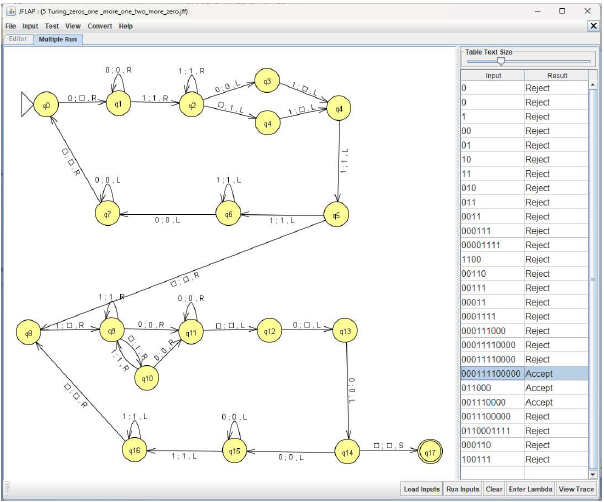 JFLAP : (5 Turing_zeros_one _more_one_two_more_zero.jff)
File Input Test View Convert Help
Editor Multiple Run
Table Text Size
Input Result
0 Reject
0 Reject
1 Reject
00 Reject
01 Reject
10 Reject
11 Reject
010 Reject
011 Reject
0011 Reject
000111 Reject
00001111 Reject
1100 Reject
00110 Reject
00111 Reject
00011 Reject
0001111 Reject
000111000 Reject
00011110000 Reject
00011110000 Reject
000111100000 Accept
011000 Accept
001110000 Accept
0011100000 Reject
0110001111 Reject
000110 Reject
100111 Reject
0 ; 0 , R
1 ; 1 , R
q0
0 ; □ , R
q1
1 ; 1 , R
q2
0 ; 0 , L
q3
1 ; □ , L
□ ; 1 , L
q4
1 ; □ , L
q4
□ ; □ , R
1 ; 1 , L
0 ; 0 , L
1 ; 1 , L
q7
0 ; 0 , L
q6
1 ; 1 , L
q5
□ ; □ , R
1 ; 1 , R
0 ; 0 , R
1 ; □ , R
q9
0 ; 0 , R
q11
□ ; □ , L
q12
0 ; □ , L
q13
□ ; 1 , R
1 ; 1 , R
0 ; 0 , R
q10
□ ; □ , R
0 ; 0 , L
1 ; 1 , L
0 ; 0 , L
q16
1 ; 1 , L
q15
0 ; 0 , L
q14
□ ; □ , S
q17
Load Inputs Run Inputs Clear Enter Lambda View Trace